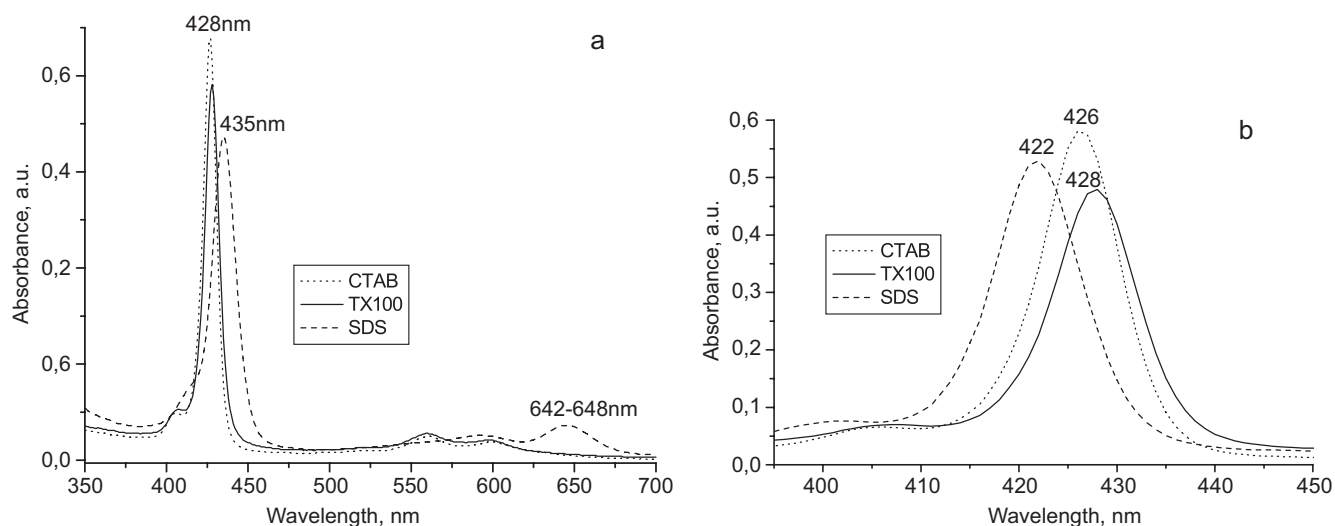 428nm
a
0,6
435nm
0,4
Absorbance, a.u.
0,2
CTAB
TX100
SDS
0,6
642-648nm
0,0
350 400 450 500 550 600 650 700
Wavelength, nm
b
0,6
426
422
0,5
428
0,4
Absorbance, a.u.
CTAB
TX100
SDS
0,3
0,2
0,1
0,0
400 410 420 430 440 450
Wavelength, nm